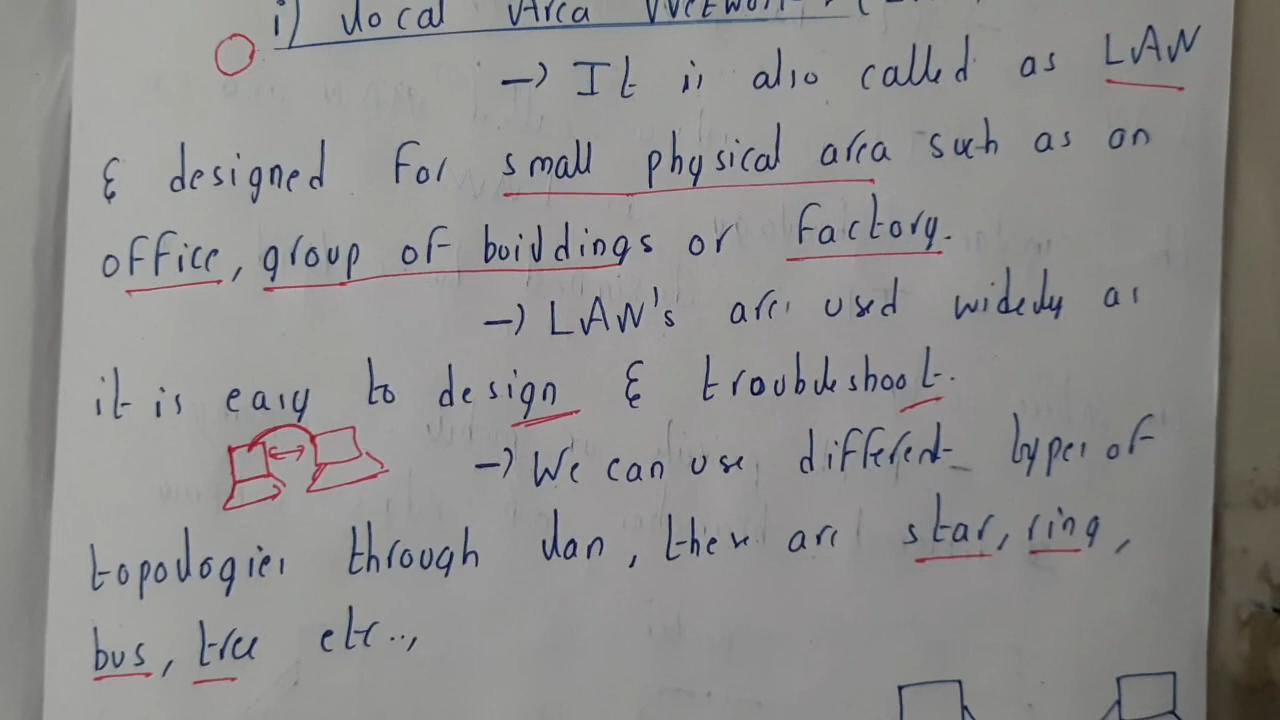 i) Local Area Network (
→ It is also called as LAN
& designed for small physical area such as an
office, group of buildings or factory.
→ LAN's are used widely as
it is easy to design & troubleshoot.
→ We can use different types of
topologies through lan, there are star, ring,
bus, tree etc..,